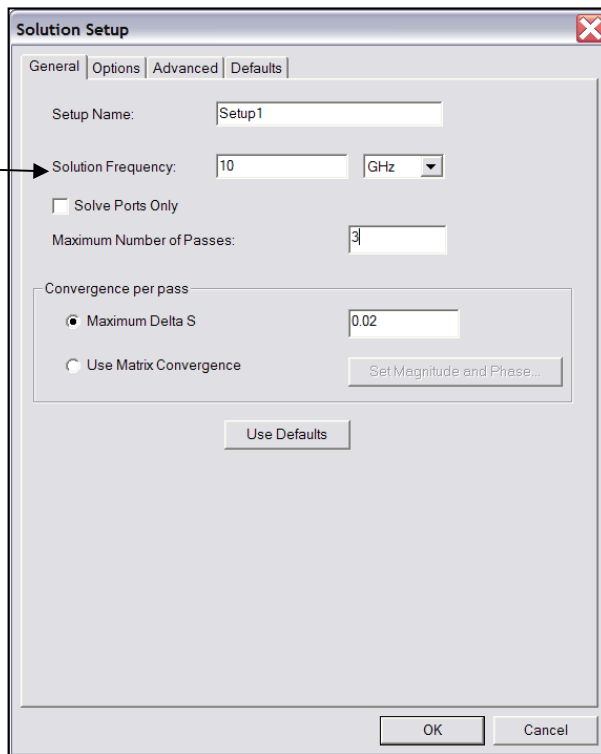 Solution Setup
General Options Advanced Defaults
Setup Name: Setup1
Solution Frequency: 10 GHz
Solve Ports Only
Maximum Number of Passes: 3
Convergence per pass
Maximum Delta S 0.02
Use Matrix Convergence Set Magnitude and Phase...
Use Defaults
OK Cancel